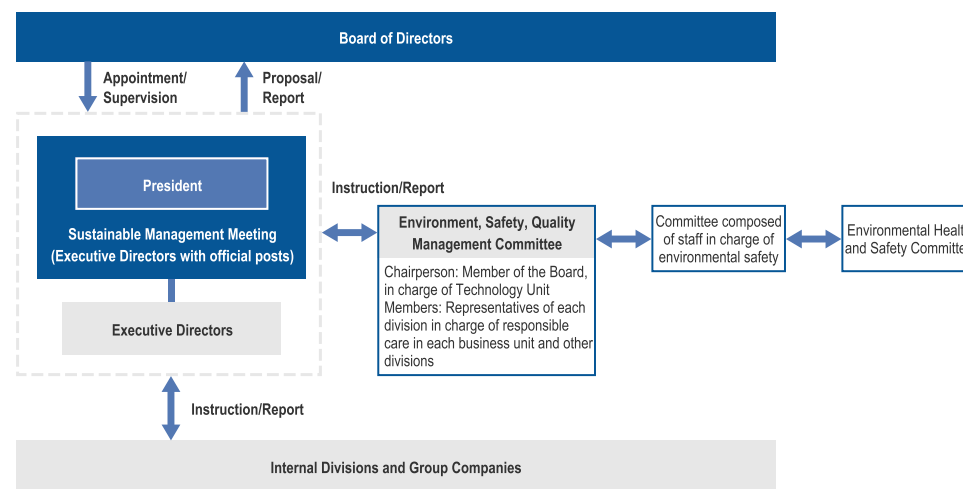 Board of Directors
Appointment/
Supervision
Proposal/
Report
President
Sustainable Management Meeting
(Executive Directors with official posts)
Executive Directors
Instruction/Report
Environment, Safety, Quality
Management Committee
Chairperson: Member of the Board,
in charge of Technology Unit
Members: Representatives of each
division in charge of responsible
care in each business unit and other
divisions
Committee composed
of staff in charge of
environmental safety
Environmental
and Safety
Instruction/Report
Internal Divisions and Group Companies